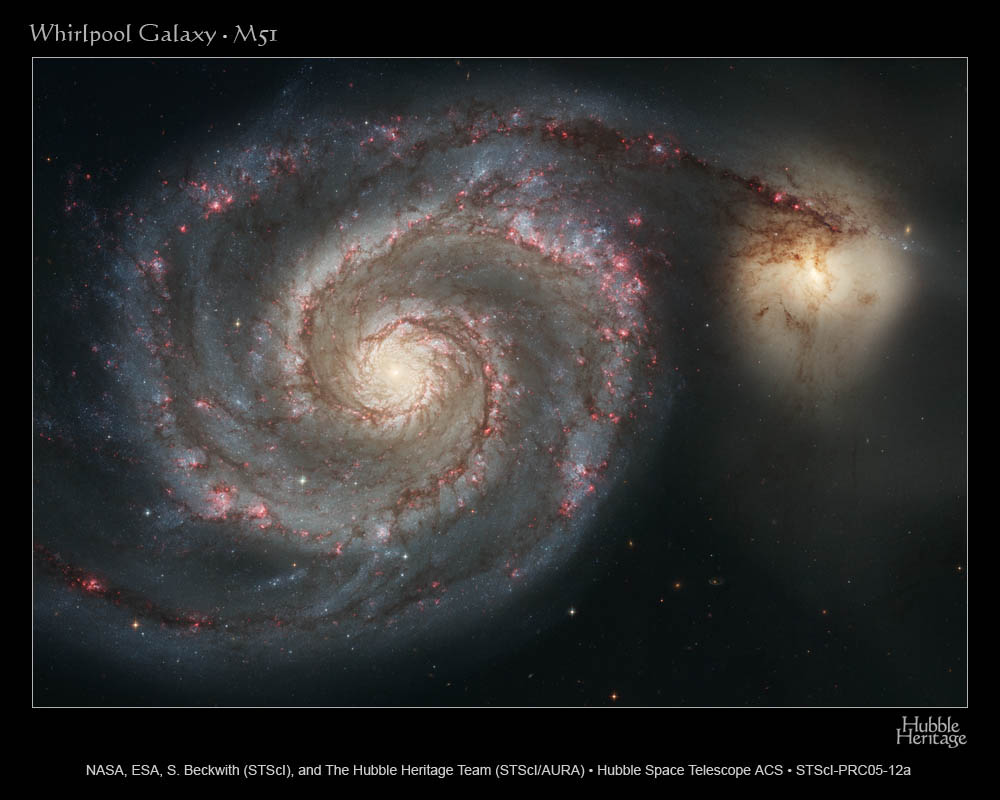 Whirlpool Galaxy • M51
Hubble
Heritage
NASA, ESA, S. Beckwith (STScI), and The Hubble Heritage Team (STScI/AURA) • Hubble Space Telescope ACS • STScI-PRC05-12a